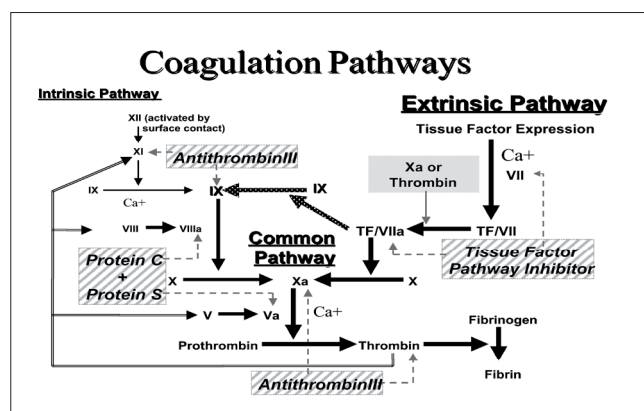 Coagulation Pathways
Intrinsic Pathway
XII (activated by
surface contact)
XI
AntithrombinIII
IX
Ca+
IX
IX
VIII
VIIIa
Protein C
+
Protein S
X
V
Va
Extrinsic Pathway
Tissue Factor Expression
Ca+
VII
Xa or
Thrombin
TF/VIIa
TF/VII
Tissue Factor
Pathway Inhibitor
Common
Pathway
Xa
X
Ca+
Prothrombin
Thrombin
AntithrombinIII
Fibrinogen
Fibrin